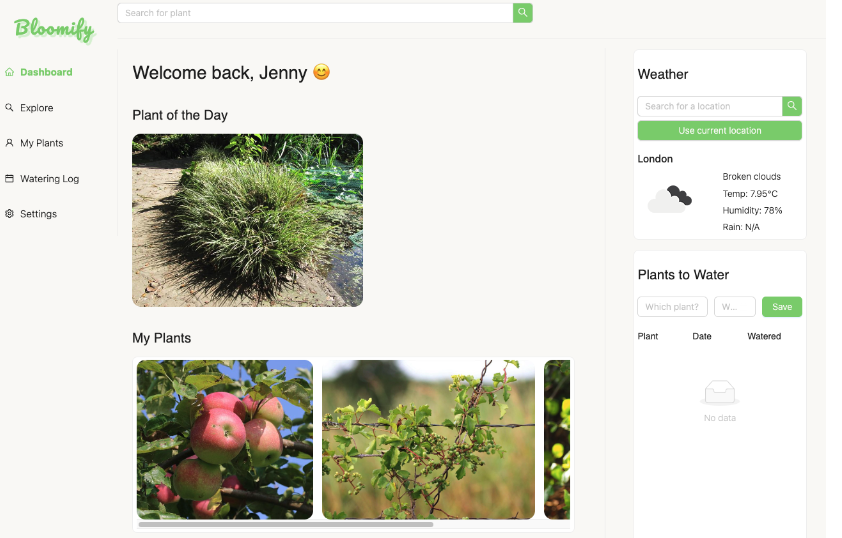 Bloomify
Search for plant
Dashboard
Explore
My Plants
Watering Log
Settings
Welcome back, Jenny 😊
Plant of the Day
My Plants
Weather
Search for a location
Use current location
London
Broken clouds
Temp: 7.95°C
Humidity: 78%
Rain: N/A
Plants to Water
Which plant? W... Save
Plant Date Watered
No data